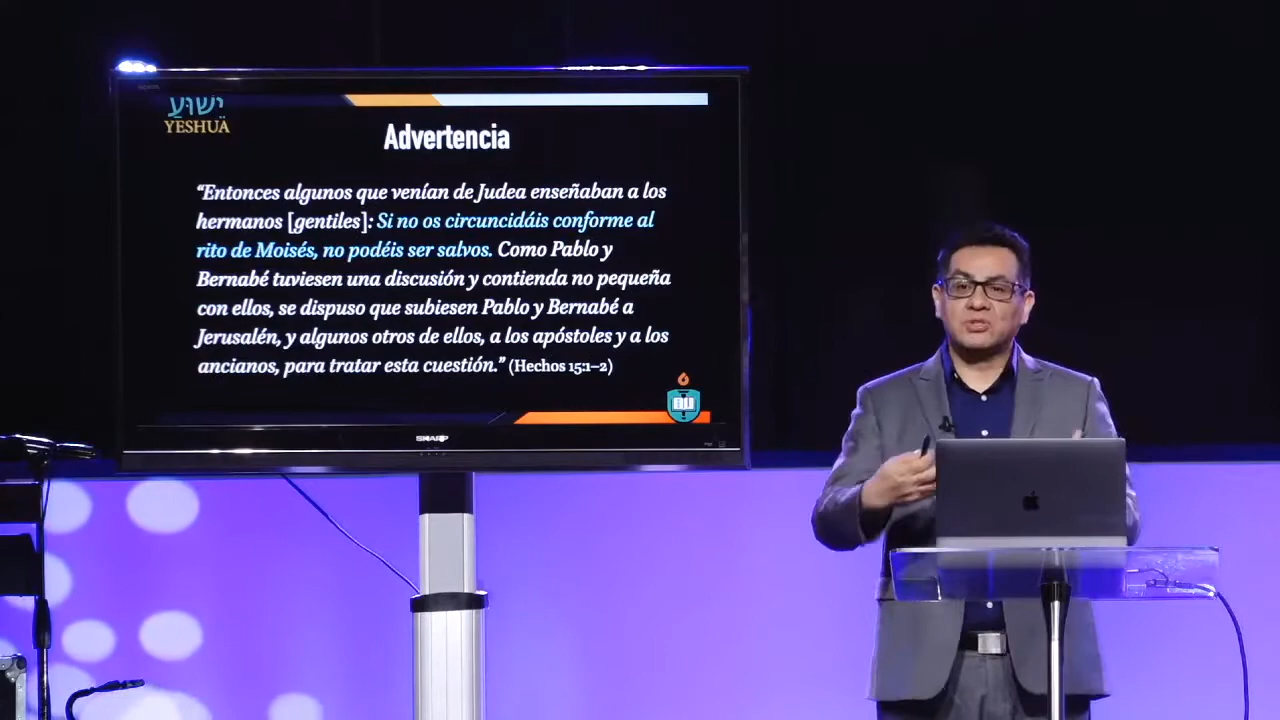 ישוע
YESHUA
Advertencia
“Entonces algunos que venían de Judea enseñaban a los
hermanos [gentiles]: Si no os circuncidáis conforme al
rito de Moisés, no podéis ser salvos. Como Pablo y
Bernabé tuviesen una discusión y contienda no pequeña
con ellos, se dispuso que subiesen Pablo y Bernabé a
Jerusalén, y algunos otros de ellos, a los apóstoles y a los
ancianos, para tratar esta cuestión.” (Hechos 15:1–2)
SHARP